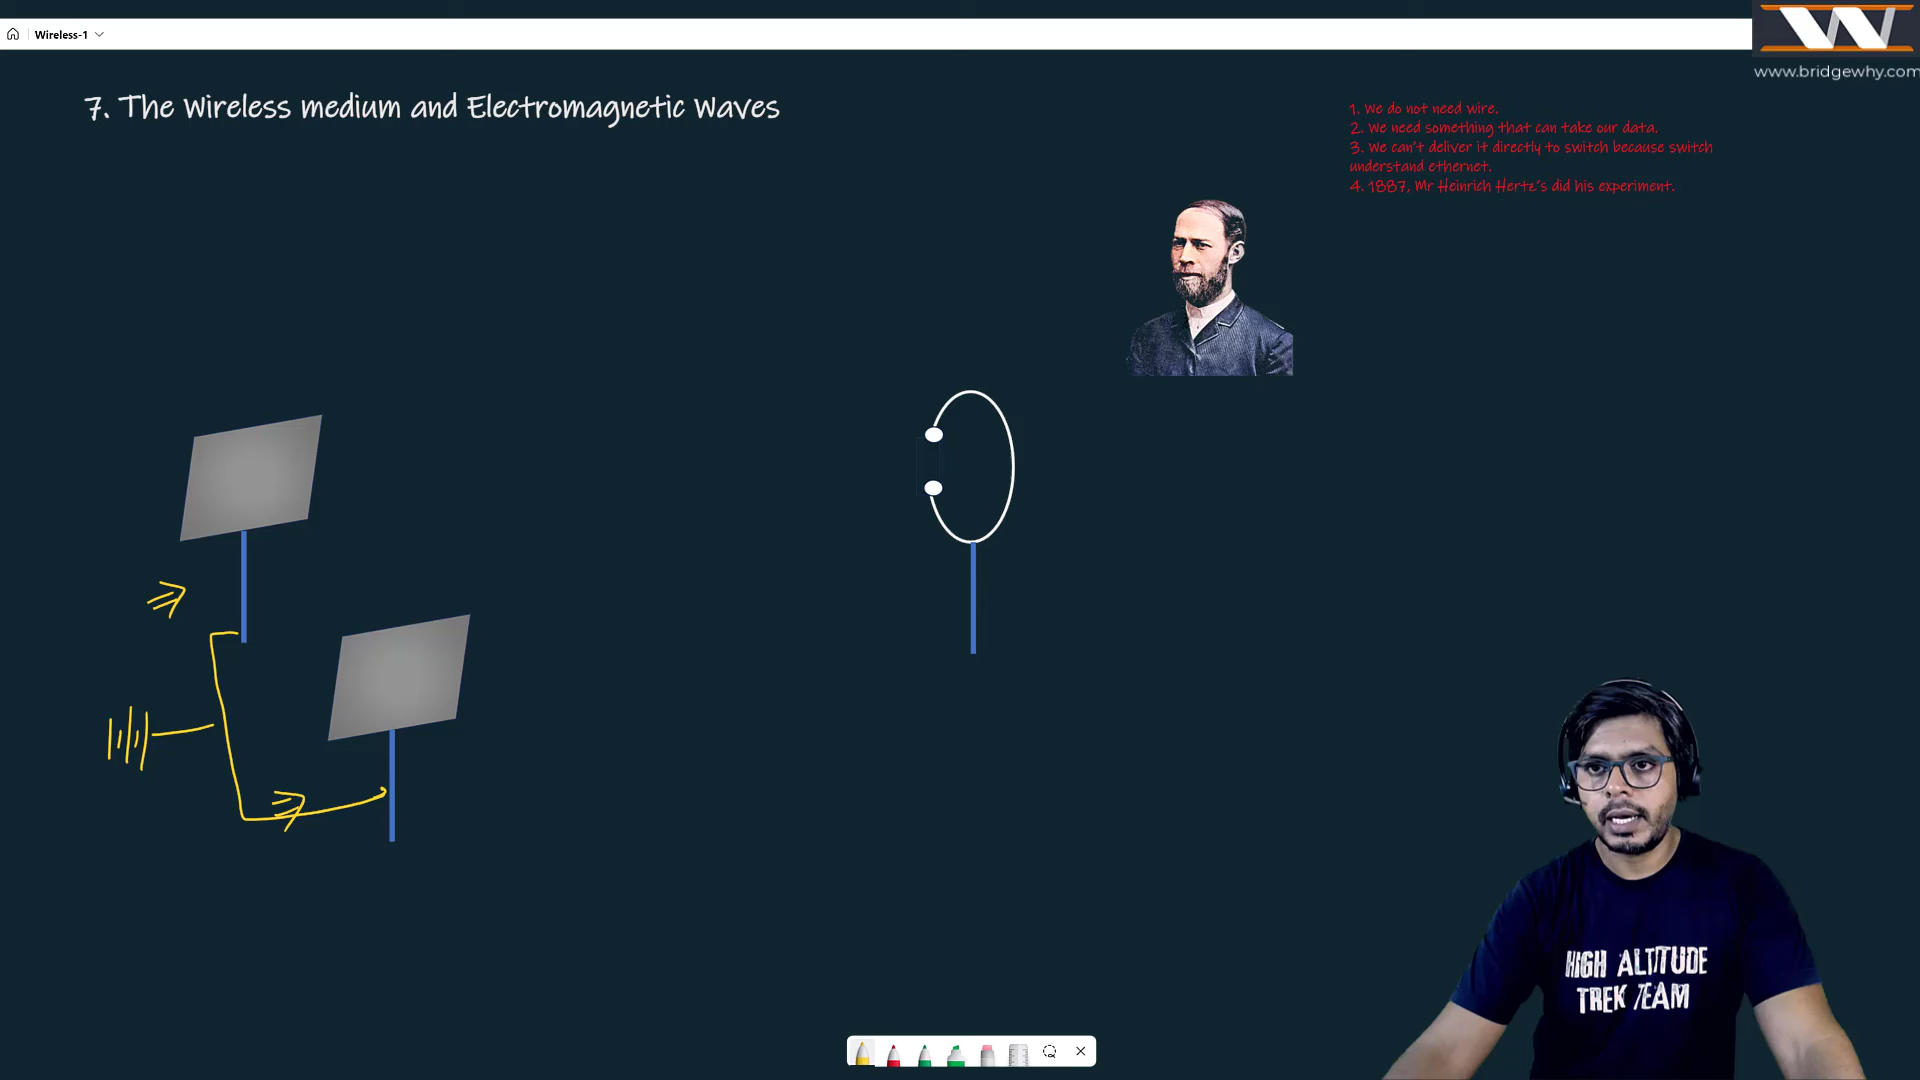 Wireless-1
www.bridgewhy.com
7. The Wireless medium and Electromagnetic Waves
1. We do not need wire.
2. We need something that can take our data.
3. We can't deliver it directly to switch because switch
understand ethernet.
4. 1887, Mr Heinrich Hertz's did his experiment.
HIGH ALTITUDE
TREK TEAM